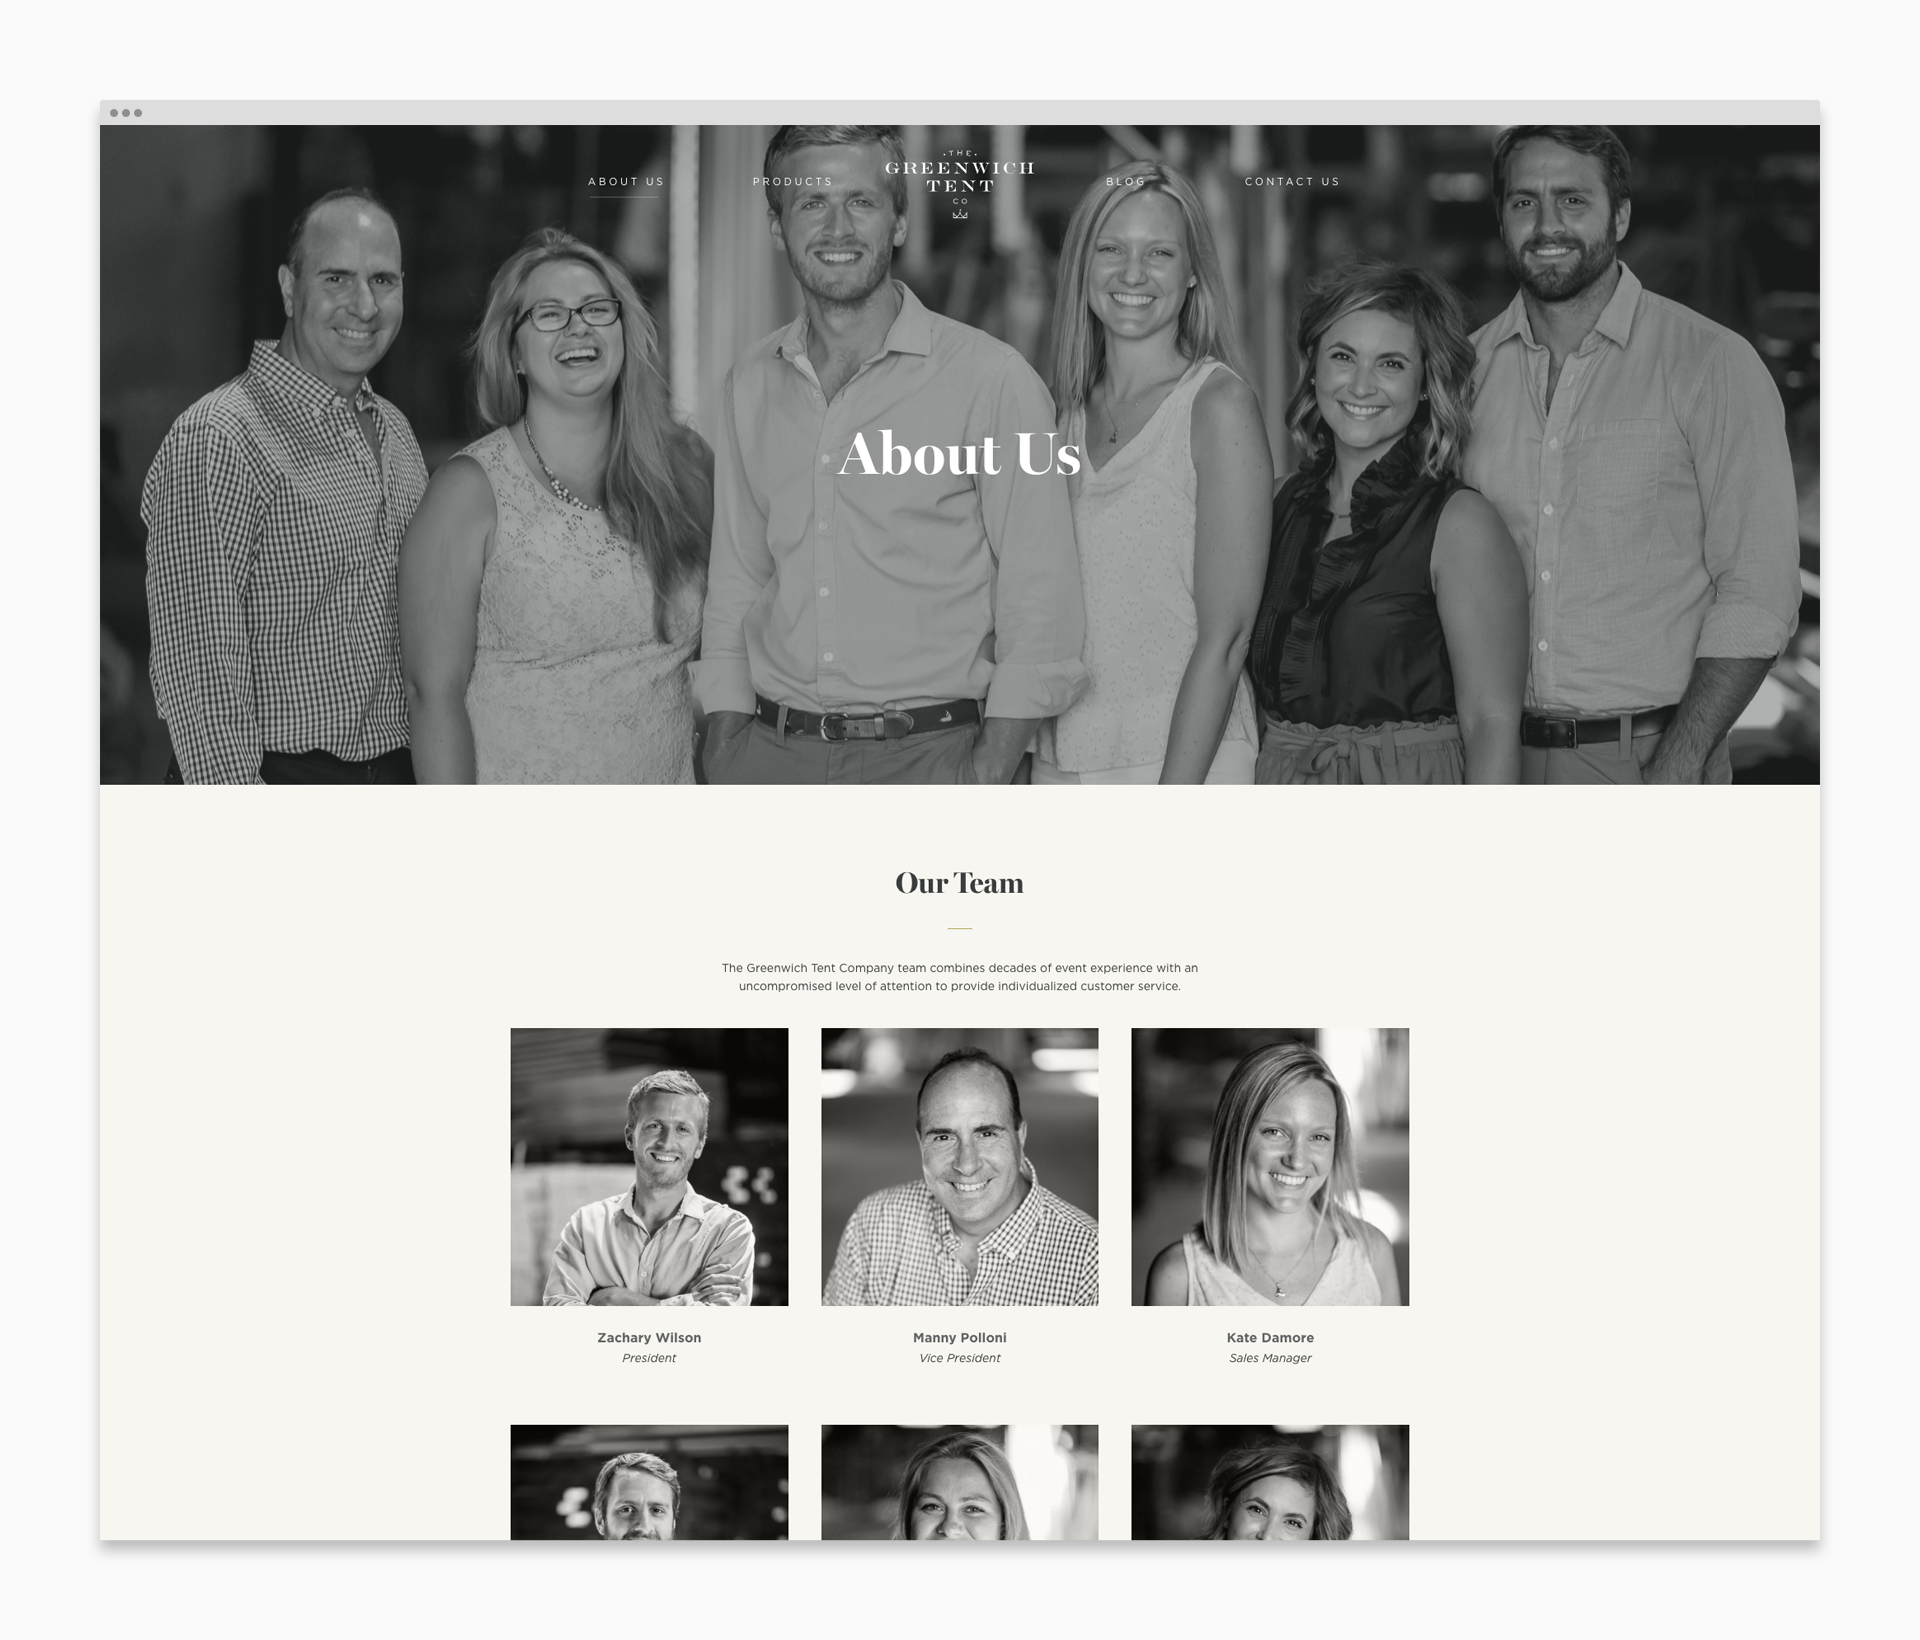 ABOUT US
PRODUCTS
• THE •
GREENWICH
TENT
CO
BLOG
CONTACT US
About Us
Our Team
The Greenwich Tent Company team combines decades of event experience with an
uncompromised level of attention to provide individualized customer service.
Zachary Wilson
President
Manny Polloni
Vice President
Kate Damore
Sales Manager